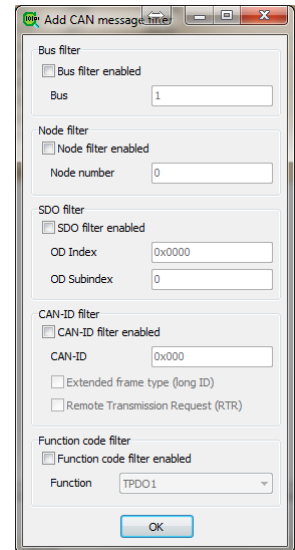 Add CAN message filter
Bus filter
Bus filter enabled
Bus 1
Node filter
Node filter enabled
Node number 0
SDO filter
SDO filter enabled
OD Index 0x0000
OD Subindex 0
CAN-ID filter
CAN-ID filter enabled
CAN-ID 0x000
Extended frame type (long ID)
Remote Transmission Request (RTR)
Function code filter
Function code filter enabled
Function TPDO1
OK